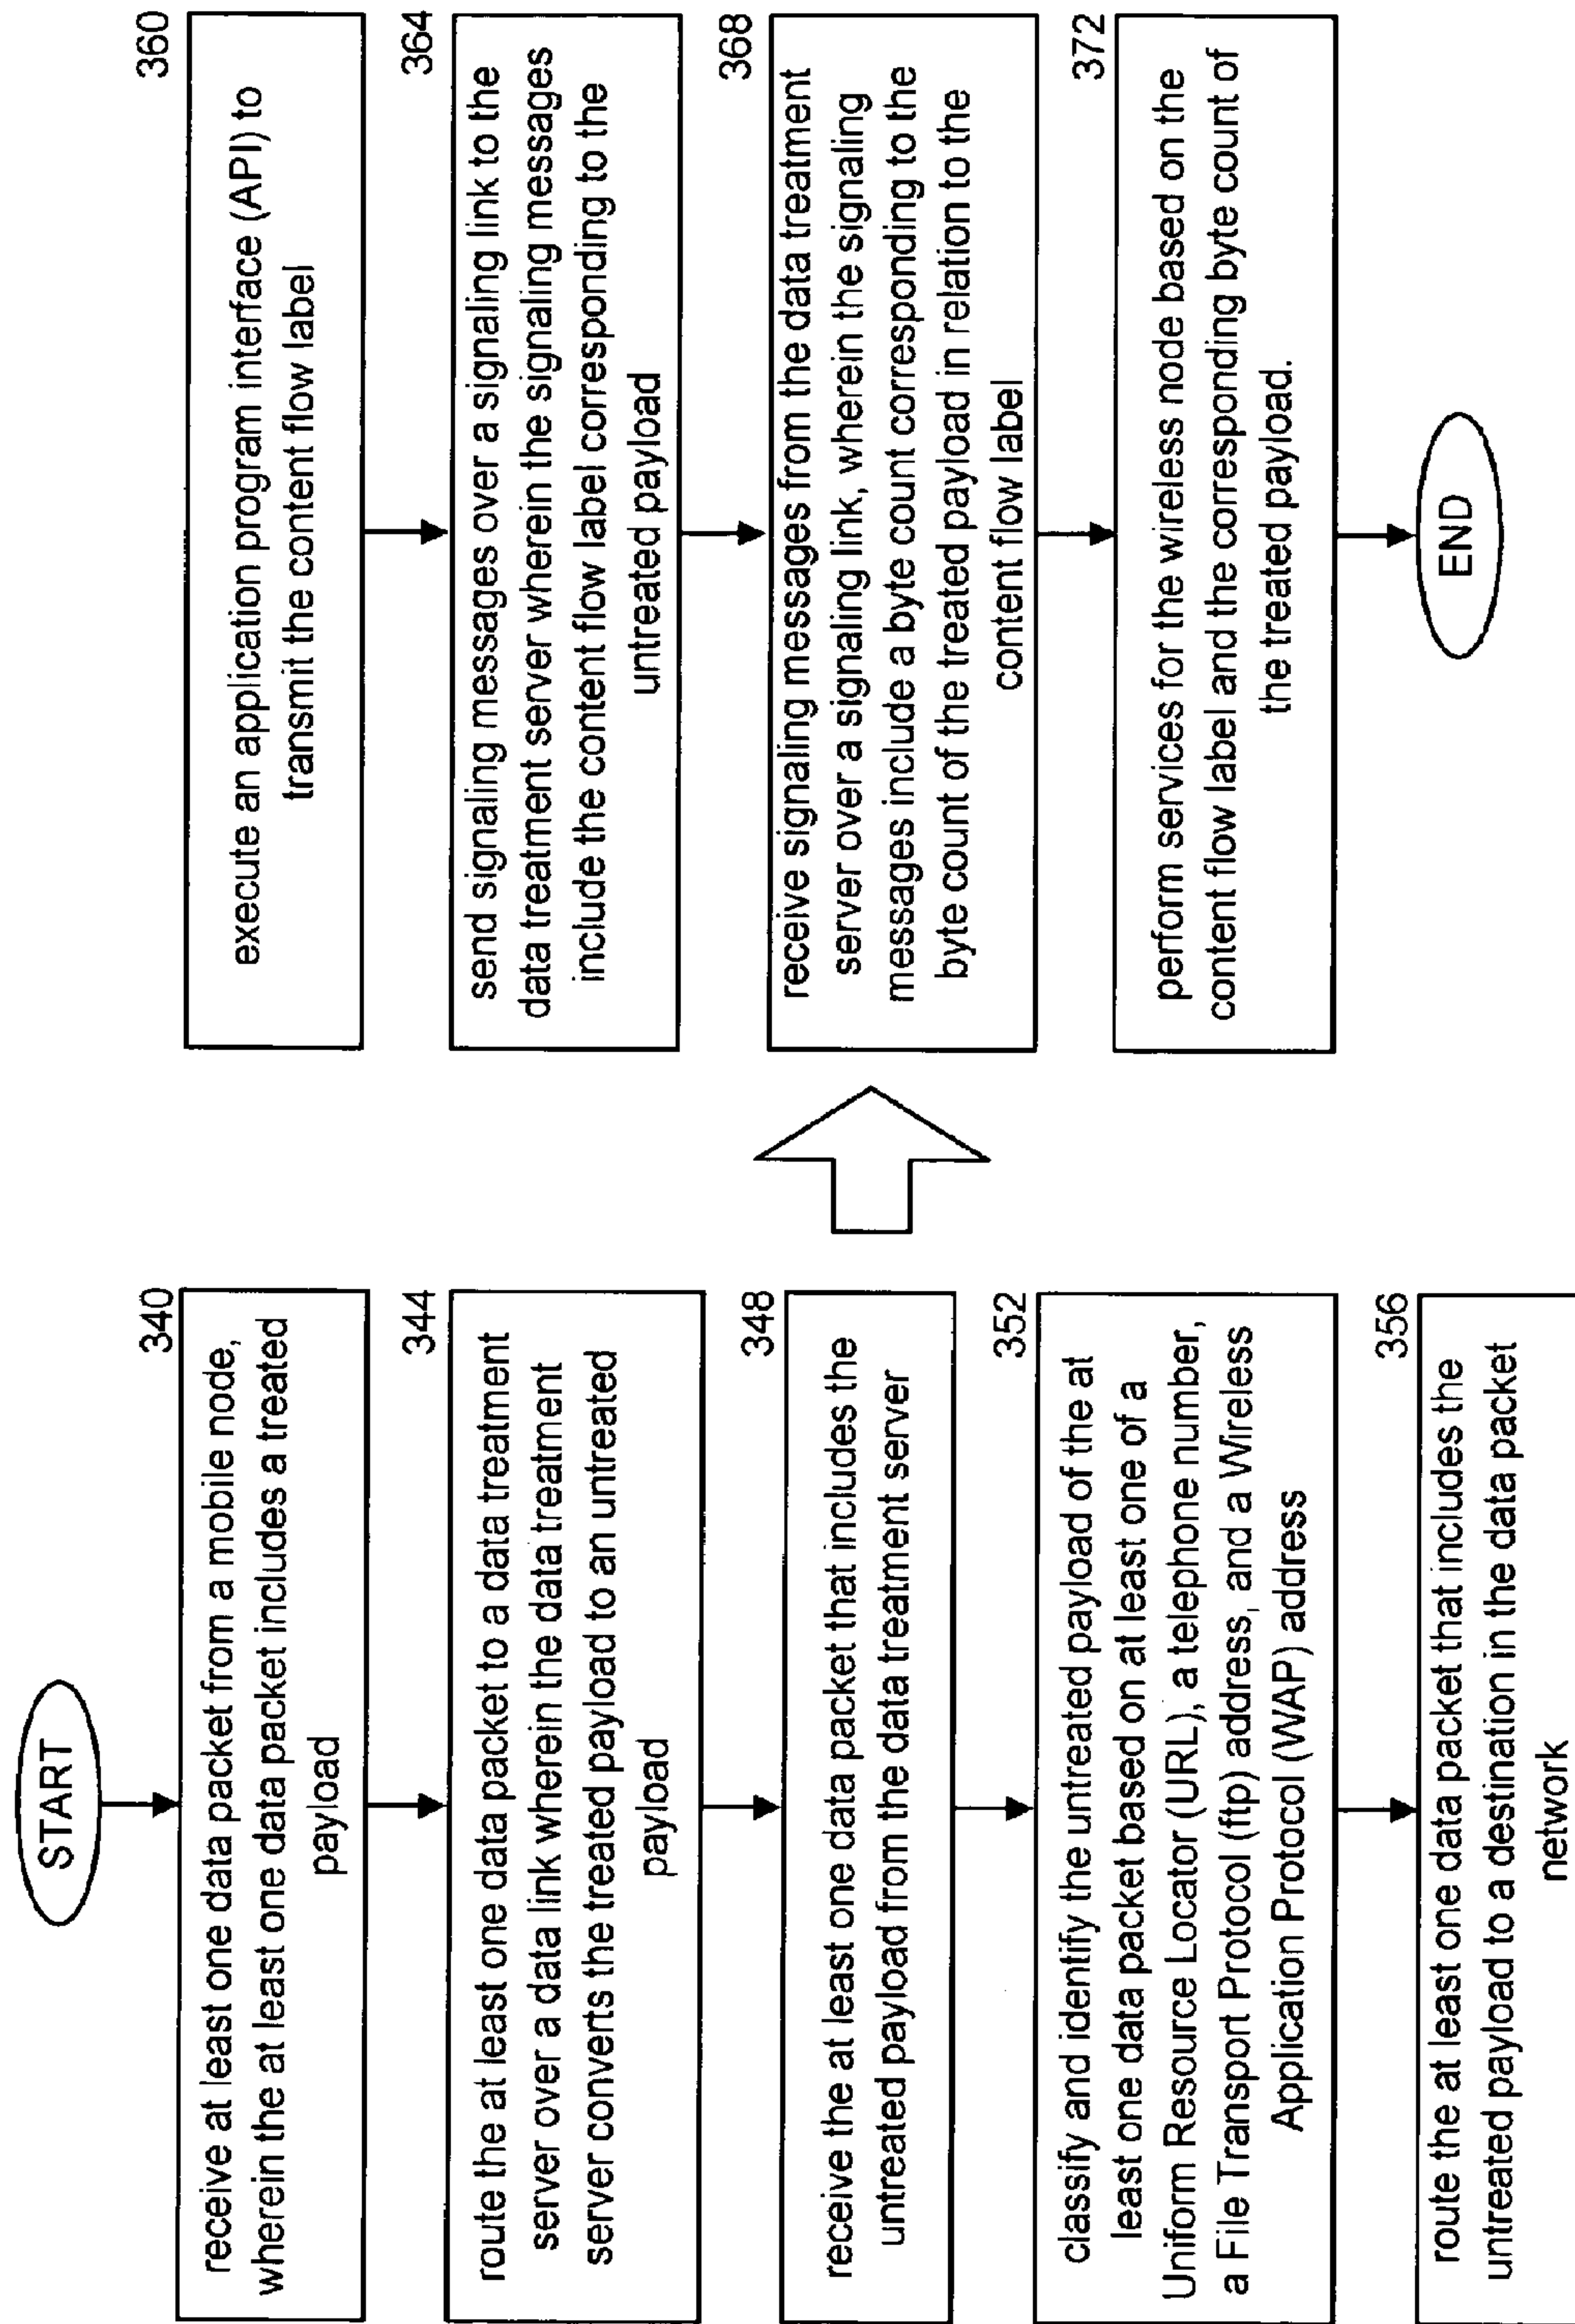 START
340
receive at least one data packet from a mobile node,
wherein the at least one data packet includes a treated
payload
344
route the at least one data packet to a data treatment
server over a data link wherein the data treatment
server converts the treated payload to an untreated
payload
348
receive the at least one data packet that includes the
untreated payload from the data treatment server
352
classify and identify the untreated payload of the at
least one data packet based on at least one of a
Uniform Resource Locator (URL), a telephone number,
a File Transport Protocol (ftp) address, and a Wireless
Application Protocol (WAP) address
356
route the at least one data packet that includes the
untreated payload to a destination in the data packet
network
360
execute an application program interface (API) to
transmit the content flow label
364
send signaling messages over a signaling link to the
data treatment server wherein the signaling messages
include the content flow label corresponding to the
untreated payload
368
receive signaling messages from the data treatment
server over a signaling link, wherein the signaling
messages include a byte count corresponding to the
byte count of the treated payload in relation to the
content flow label
372
perform services for the wireless node based on the
content flow label and the corresponding byte count of
the treated payload.
END